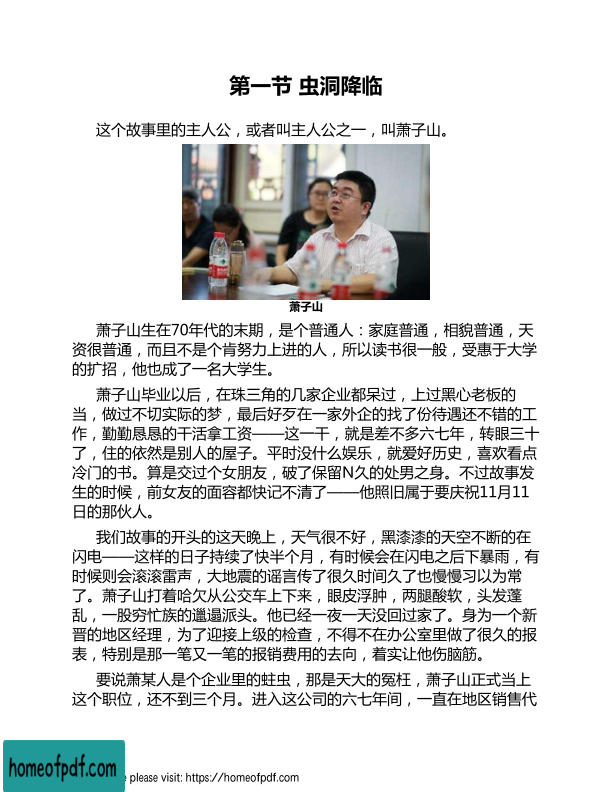 第一节 虫洞降临
这个故事里的主人公，或者叫主人公之一，叫萧子山。
萧子山
萧子山生在70年代的末期，是个普通人：家庭普通，相貌普通，天
资很普通，而且不是个肯努力上进的人，所以读书很一般，受惠于大学
的扩招，他也成了一名大学生。
萧子山毕业以后，在珠三角的几家企业都呆过，上过黑心老板的
当，做过不切实际的梦，最后好歹在一家外企的找了份待遇还不错的工
作，勤勤恳恳的干活拿工资——这一干，就是差不多六七年，转眼三十
了，住的依然是别人的屋子。平时没什么娱乐，就爱好历史，喜欢看点
冷门的书。算是交过个女朋友，破了保留N久的处男之身。不过故事发
生的时候，前女友的面容都快记不清了——他照旧属于要庆祝11月11
日的那伙人。
我们故事的开头的这天晚上，天气很不好，黑漆漆的天空不断的在
闪电——这样的日子持续了快半个月，有时候会在闪电之后下暴雨，有
时候则会滚滚雷声，大地震的谣言传了很久时间久了也慢慢习以为常
了。萧子山打着哈欠从公交车上下来，眼皮浮肿，两腿酸软，头发蓬
乱，一股穷忙族的邋遢派头。他已经一夜一天没回过家了。身为一个新
晋的地区经理，为了迎接上级的检查，不得不在办公室里做了很久的报
表，特别是那一笔又一笔的报销费用的去向，着实让他伤脑筋。
要说萧某人是个企业里的蛀虫，那是天大的冤枉，萧子山正式当上
这个职位，还不到三个月。进入这公司的六七年间，一直在地区销售代
homeofpdf.com
e please visit: https://homeofpdf.com